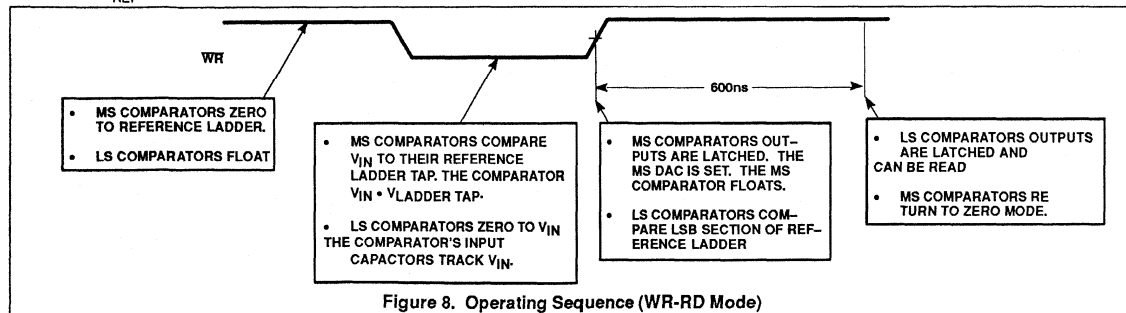 REF
WR
600ns
• MS COMPARATORS ZERO
TO REFERENCE LADDER.
• LS COMPARATORS FLOAT
• MS COMPARATORS COMPARE
VIN TO THEIR REFERENCE
LADDER TAP. THE COMPARATOR
VIN • VLADDER TAP.
• LS COMPARATORS ZERO TO VIN
THE COMPARATOR'S INPUT
CAPACTORS TRACK VIN.
• MS COMPARATORS OUT–
PUTS ARE LATCHED. THE
MS DAC IS SET. THE MS
COMPARATOR FLOATS.
• LS COMPARATORS COM–
PARE LSB SECTION OF REF–
ERENCE LADDER
• LS COMPARATORS OUTPUTS
ARE LATCHED AND
CAN BE READ
• MS COMPARATORS RE
TURN TO ZERO MODE.
Figure 8. Operating Sequence (WR-RD Mode)